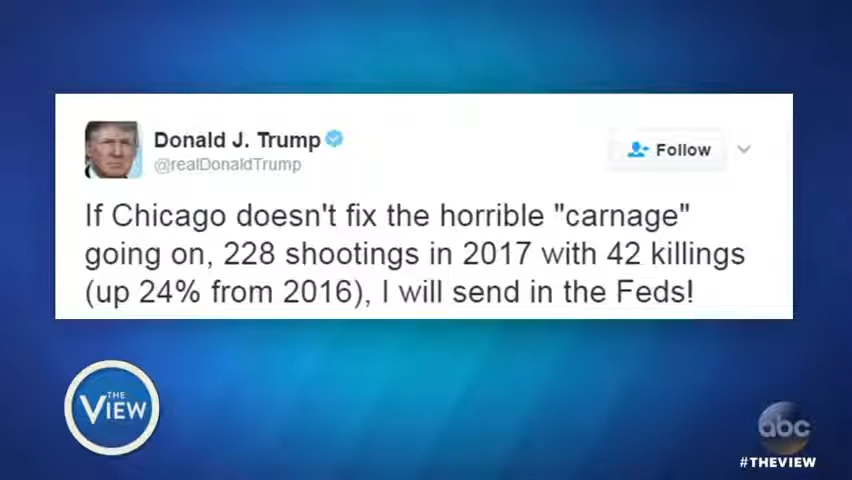 Donald J. Trump
@realDonaldTrump
Follow
If Chicago doesn't fix the horrible "carnage"
going on, 228 shootings in 2017 with 42 killings
(up 24% from 2016), I will send in the Feds!
THE
VIEW
abc
#THEVIEW